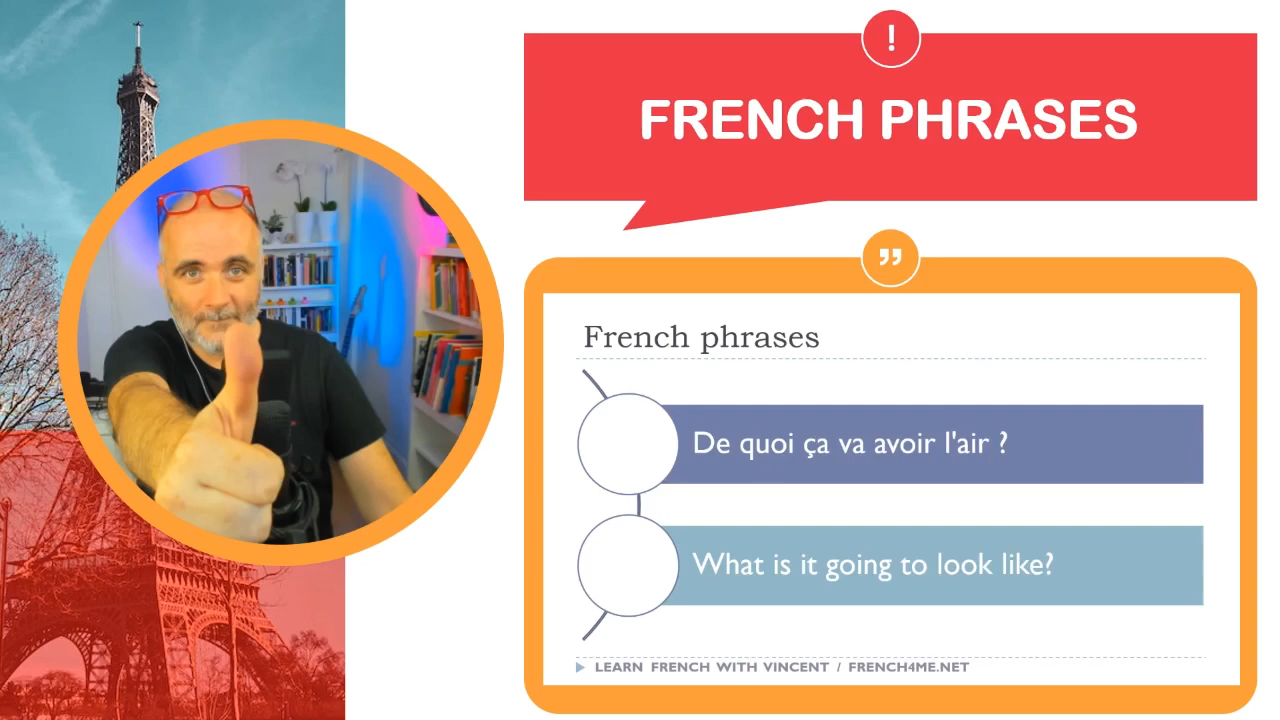 !
FRENCH PHRASES
”
French phrases
De quoi ça va avoir l'air ?
What is it going to look like?
LEARN FRENCH WITH VINCENT / FRENCH4ME.NET